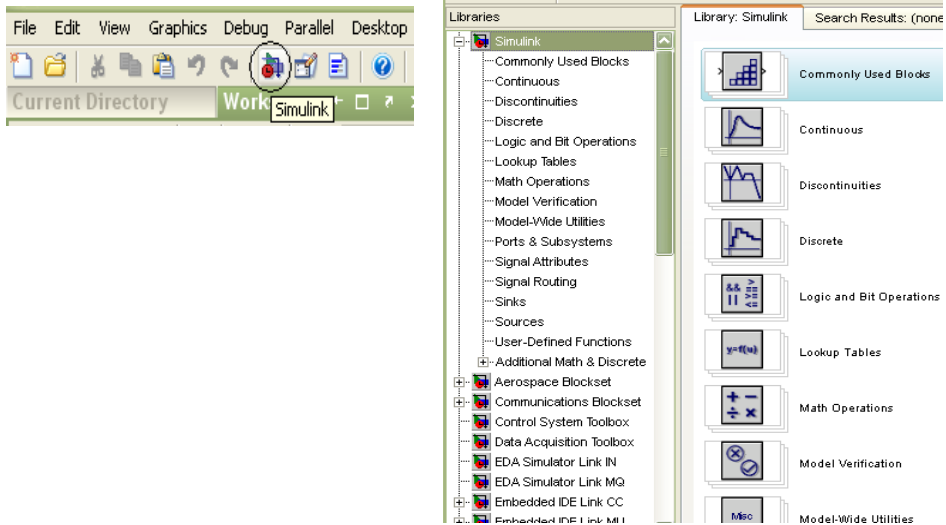 File Edit View Graphics Debug Parallel Desktop
Current Directory
Work
Simulink
Libraries
Simulink
Commonly Used Blocks
Continuous
Discontinuities
Discrete
Logic and Bit Operations
Lookup Tables
Math Operations
Model Verification
Model-Wide Utilities
Ports & Subsystems
Signal Attributes
Signal Routing
Sinks
Sources
User-Defined Functions
Additional Math & Discrete
Aerospace Blockset
Communications Blockset
Control System Toolbox
Data Acquisition Toolbox
EDA Simulator Link IN
EDA Simulator Link MQ
Embedded IDE Link CC
Embedded IDE Link MU
Library: Simulink Search Results: (none
Commonly Used Blocks
Continuous
Discontinuities
Discrete
&& > || >= <=
Logic and Bit Operations
y=f(u)
Lookup Tables
+ − ÷ ×
Math Operations
Model Verification
Misc
Model-Wide Utilities